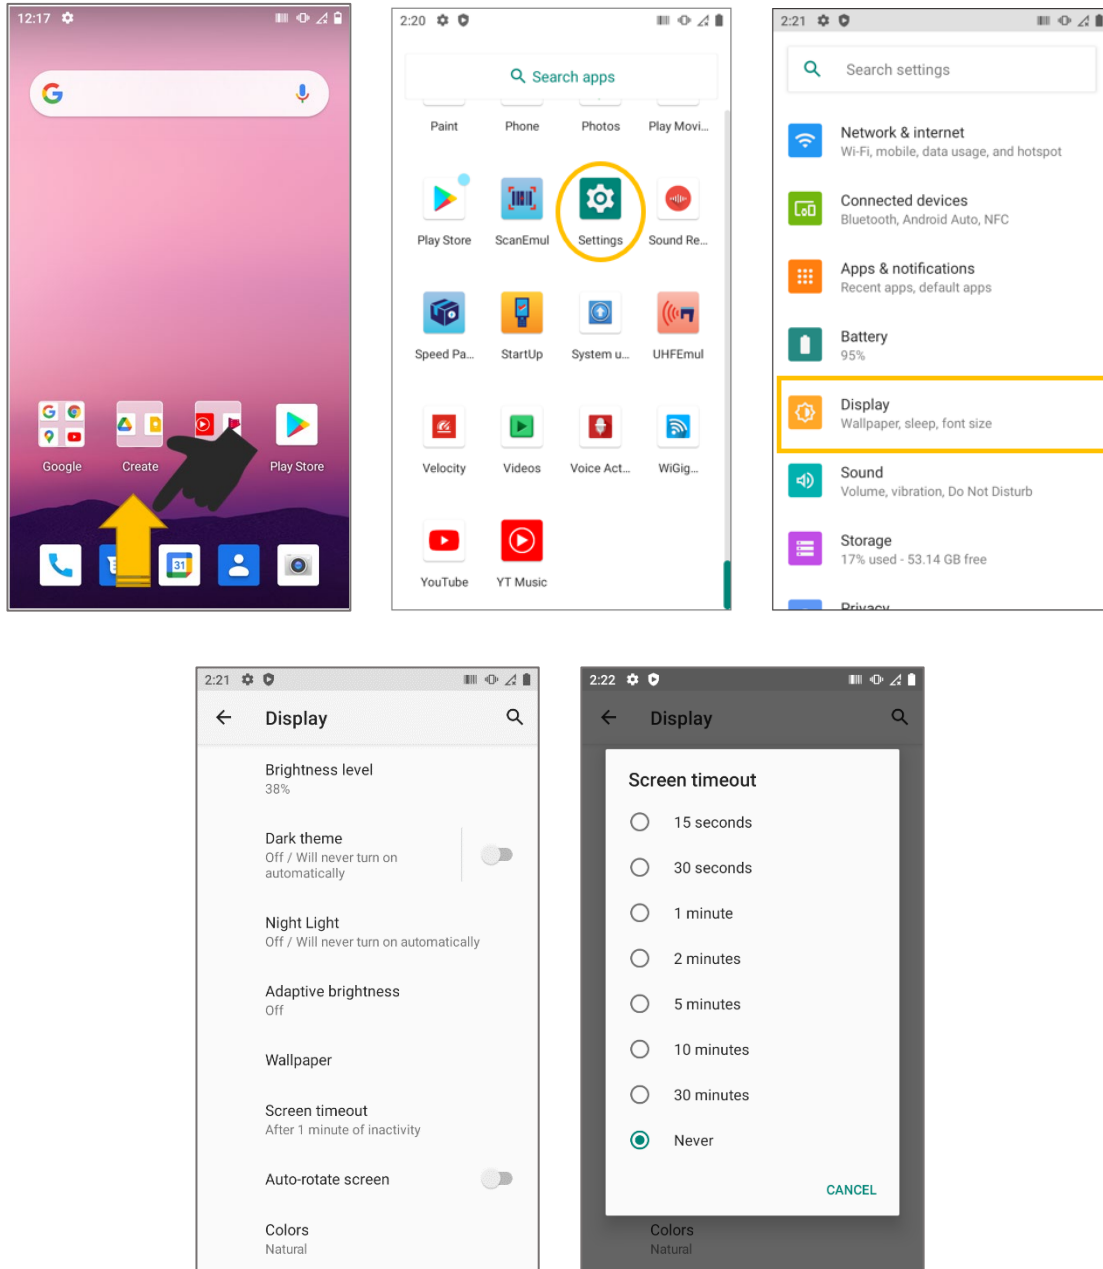 12:17
Google
Create
Play Store
31
2:20
Search apps
Paint
Phone
Photos
Play Movi...
Play Store
ScanEmul
Settings
Sound Re...
Speed Pa...
StartUp
System u...
UHFEmul
Velocity
Videos
Voice Act...
WiGig...
YouTube
YT Music
2:21
Search settings
Network & internet
Wi-Fi, mobile, data usage, and hotspot
Connected devices
Bluetooth, Android Auto, NFC
Apps & notifications
Recent apps, default apps
Battery
95%
Display
Wallpaper, sleep, font size
Sound
Volume, vibration, Do Not Disturb
Storage
17% used - 53.14 GB free
Privacy
2:21
Display
Brightness level
38%
Dark theme
Off / Will never turn on
automatically
Night Light
Off / Will never turn on automatically
Adaptive brightness
Off
Wallpaper
Screen timeout
After 1 minute of inactivity
Auto-rotate screen
Colors
Natural
2:22
Display
Screen timeout
15 seconds
30 seconds
1 minute
2 minutes
5 minutes
10 minutes
30 minutes
Never
CANCEL
Colors
Natural